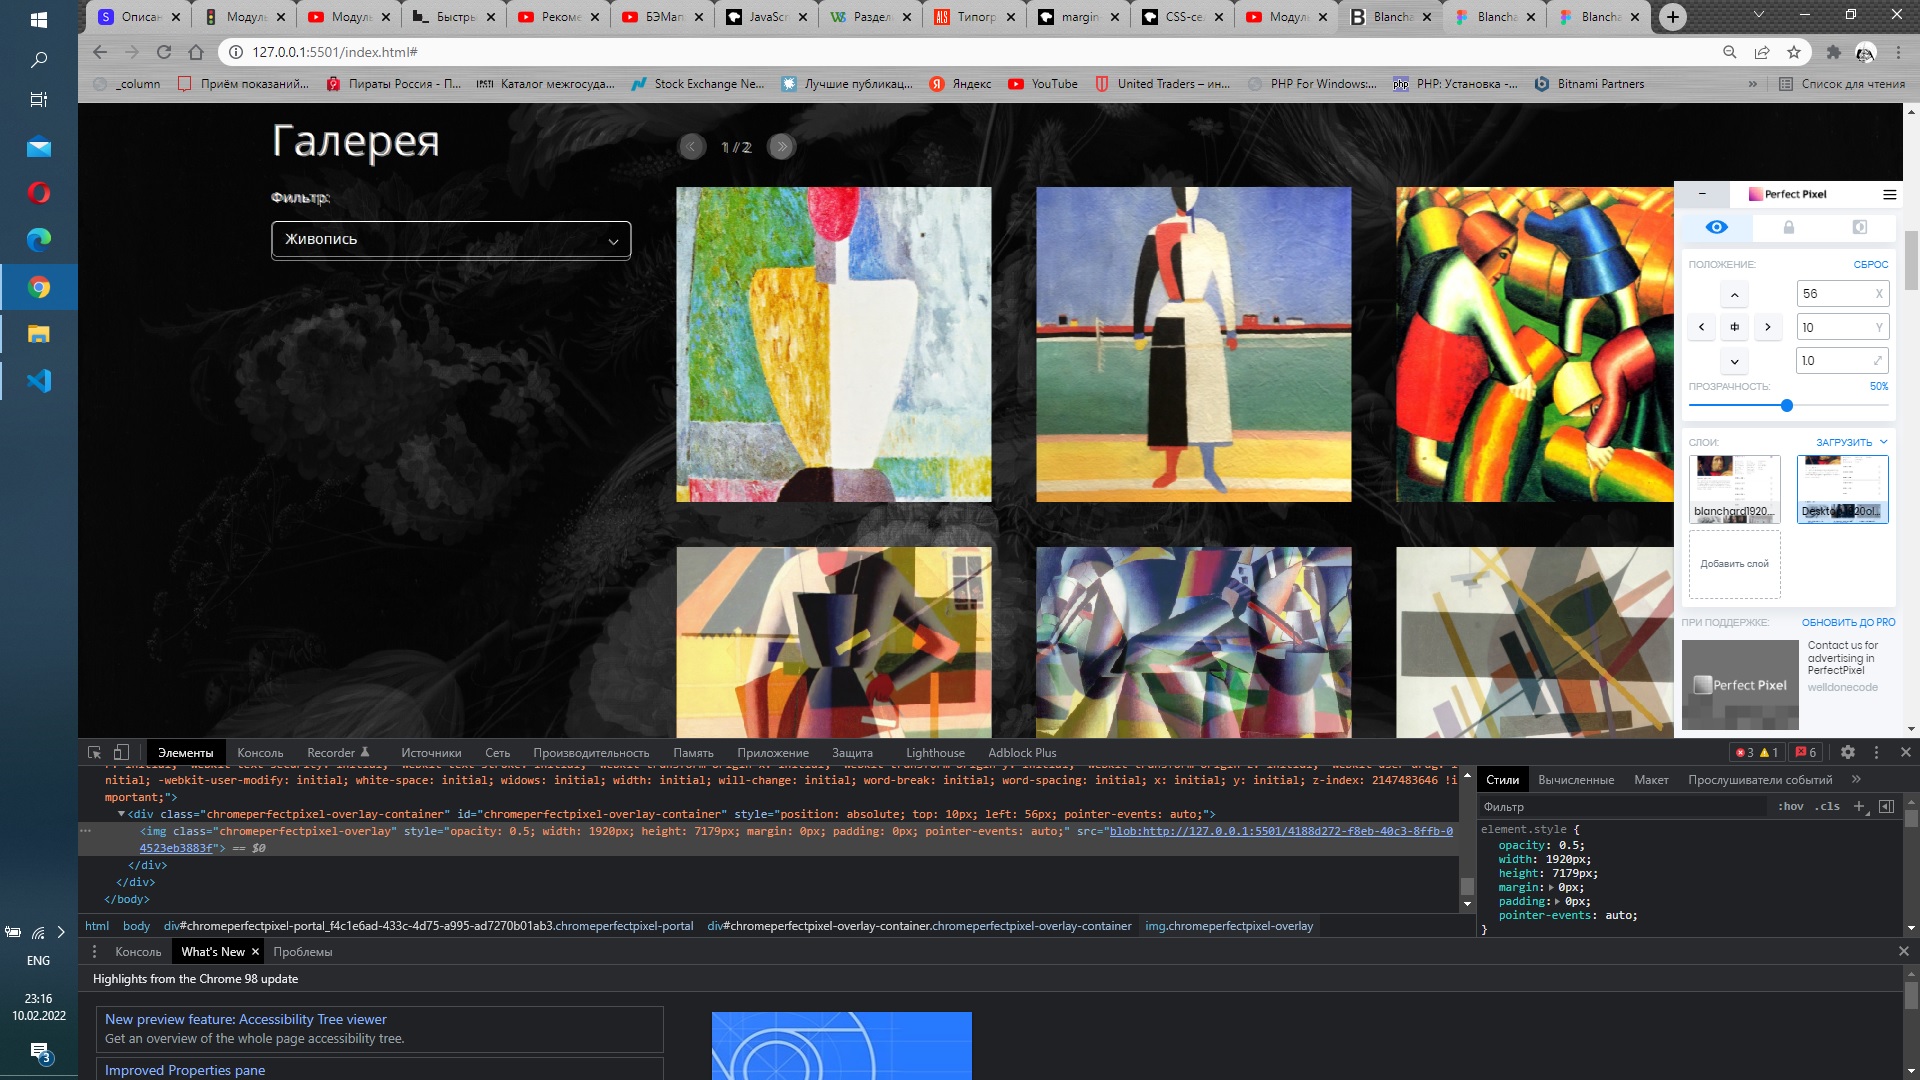 Описан
Модуль
Модуль
Быстры
Рекоме
БЭМап
JavaSc
Раздел
Типогр
margin
CSS-се
Модуль
Blancha
Blancha
Blancha
127.0.0.1:5501/index.html#
_column
Приём показаний...
Пираты Россия - П...
Каталог межгосуда...
Stock Exchange Ne...
Лучшие публикац...
Яндекс
YouTube
United Traders – ин...
PHP For Windows:...
PHP: Установка -...
Bitnami Partners
»
Список для чтения
Галерея
1 / 2
Фильтр:
Живопись
Perfect Pixel
ПОЛОЖЕНИЕ:
СБРОС
56 X
10 Y
1.0
ПРОЗРАЧНОСТЬ:
50%
СЛОИ:
ЗАГРУЗИТЬ
blanchard1920...
Добавить слой
ПРИ ПОДДЕРЖКЕ:
ОБНОВИТЬ ДО PRO
Perfect Pixel
Contact us for
advertising in
PerfectPixel
welldonecode
Элементы
Консоль
Recorder
Источники
Сеть
Производительность
Память
Приложение
Защита
Lighthouse
Adblock Plus
3
1
6
nitial; -webkit-user-modify: initial; white-space: initial; widows: initial; width: initial; will-change: initial; word-break: initial; word-spacing: initial; x: initial; y: initial; z-index: 2147483646 !i
mportant;">
<div class="chromeperfectpixel-overlay-container" id="chromeperfectpixel-overlay-container" style="position: absolute; top: 10px; left: 56px; pointer-events: auto;">
<img class="chromeperfectpixel-overlay" style="opacity: 0.5; width: 1920px; height: 7179px; margin: 0px; padding: 0px; pointer-events: auto;" src="blob:http://127.0.0.1:5501/4188d272-f8eb-40c3-8ffb-0
4523eb3883f"> == $0
</div>
</div>
</body>
html
body
div#chromeperfectpixel-portal_f4c1e6ad-433c-4d75-a995-ad7270b01ab3.chromeperfectpixel-portal
div#chromeperfectpixel-overlay-container.chromeperfectpixel-overlay-container
img.chromeperfectpixel-overlay
Стили
Вычисленные
Макет
Прослушиватели событий
»
Фильтр
:hov
.cls
element.style {
opacity: 0.5;
width: 1920px;
height: 7179px;
margin: 0px;
padding: 0px;
pointer-events: auto;
}
Консоль
What's New
Проблемы
Highlights from the Chrome 98 update
New preview feature: Accessibility Tree viewer
Get an overview of the whole page accessibility tree.
Improved Properties pane
ENG
23:16
10.02.2022
3